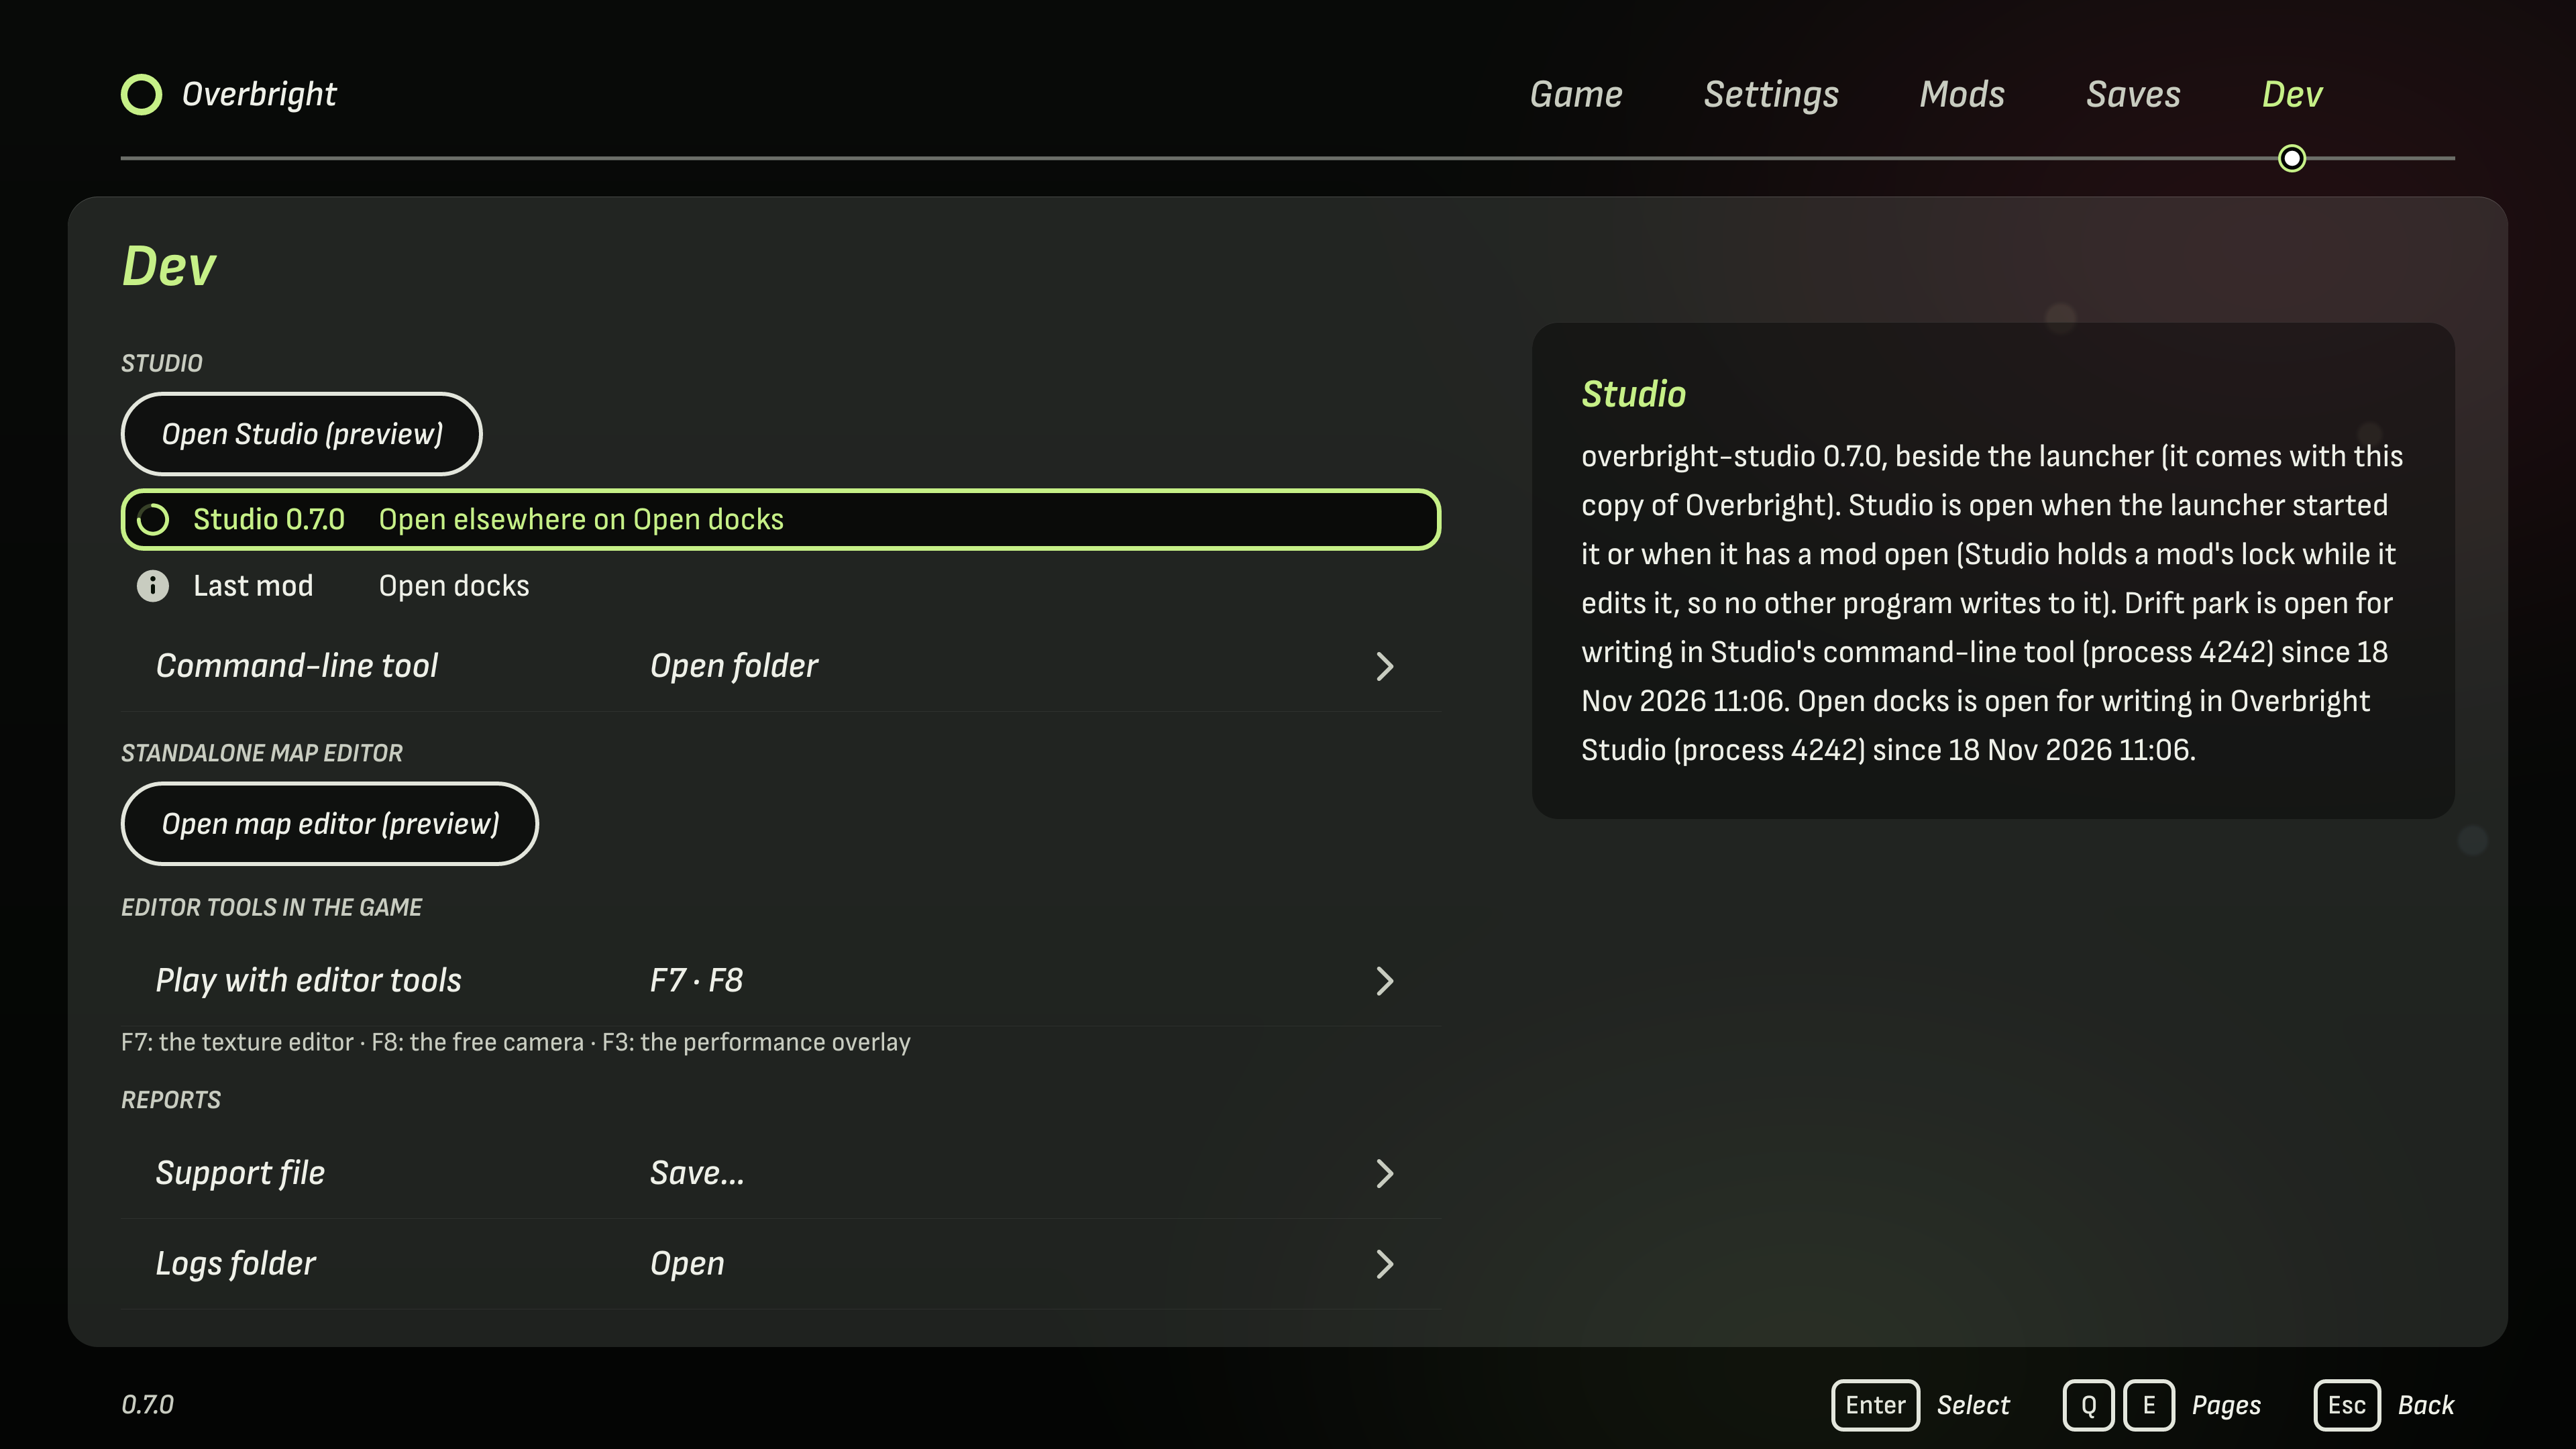 Overbright
Game
Settings
Mods
Saves
Dev
Dev
STUDIO
Open Studio (preview)
Studio 0.7.0 Open elsewhere on Open docks
Last mod Open docks
Command-line tool Open folder
STANDALONE MAP EDITOR
Open map editor (preview)
EDITOR TOOLS IN THE GAME
Play with editor tools F7 · F8
F7: the texture editor · F8: the free camera · F3: the performance overlay
REPORTS
Support file Save...
Logs folder Open
Studio
overbright-studio 0.7.0, beside the launcher (it comes with this
copy of Overbright). Studio is open when the launcher started
it or when it has a mod open (Studio holds a mod's lock while it
edits it, so no other program writes to it). Drift park is open for
writing in Studio's command-line tool (process 4242) since 18
Nov 2026 11:06. Open docks is open for writing in Overbright
Studio (process 4242) since 18 Nov 2026 11:06.
0.7.0
Enter Select
Q E Pages
Esc Back